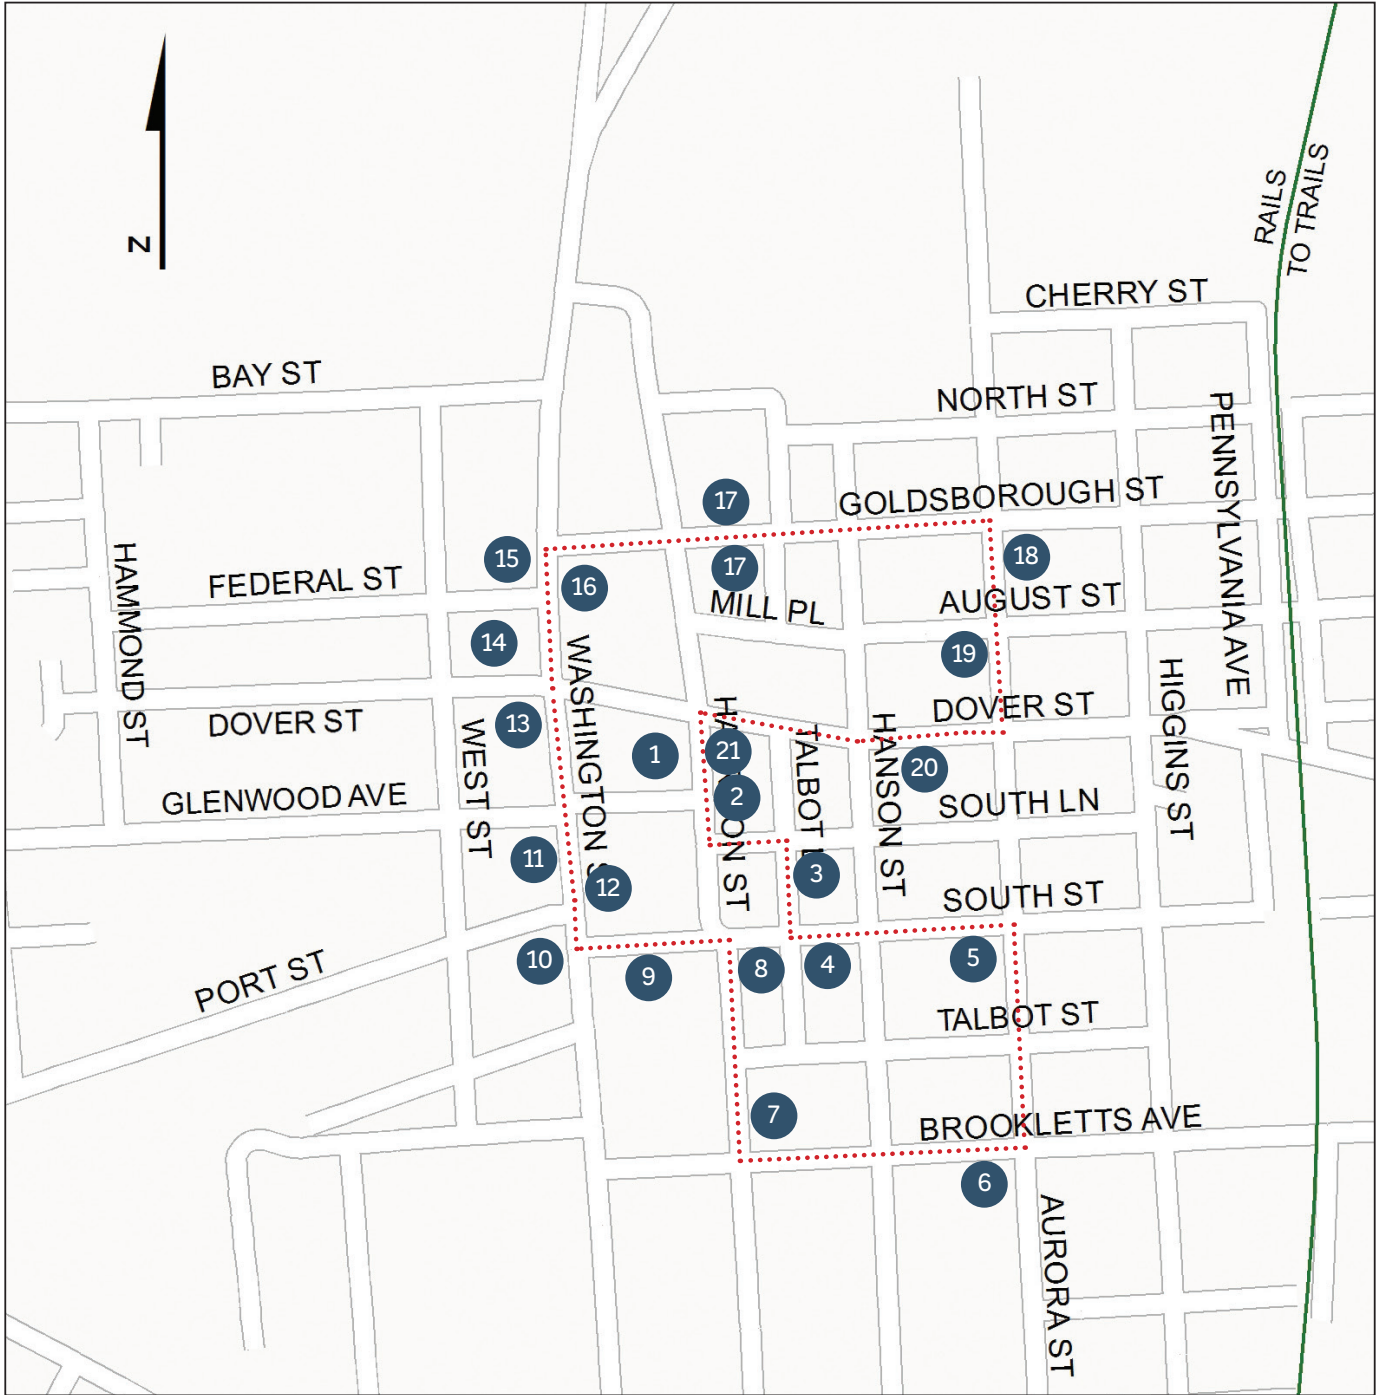 N
RAILS
TO TRAILS
CHERRY ST
BAY ST
NORTH ST
PENNSYLVANIA AVE
GOLDSBOROUGH ST
17
HAMMOND ST
15
17
18
FEDERAL ST
16
MILL PL
AUGUST ST
14
WASHINGTON S
19
HIGGINS ST
DOVER ST
13
WEST ST
1
21
HA
ON ST
TALBOT L
HANSON ST
DOVER ST
20
2
GLENWOOD AVE
SOUTH LN
11
12
3
SOUTH ST
PORT ST
10
9
8
4
5
TALBOT ST
7
BROOKLETTS AVE
6
AURORA ST